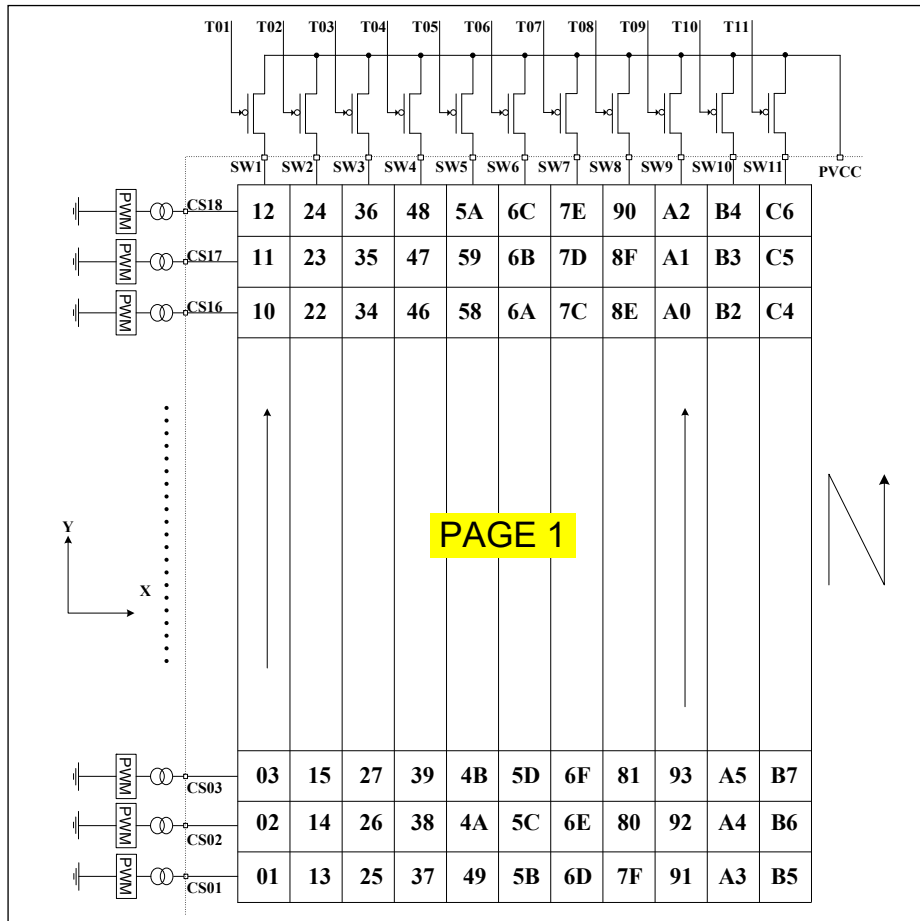 T01 T02 T03 T04 T05 T06 T07 T08 T09 T10 T11
SW1 SW2 SW3 SW4 SW5 SW6 SW7 SW8 SW9 SW10 SW11 PVCC
PWM CS18 12 24 36 48 5A 6C 7E 90 A2 B4 C6
PWM CS17 11 23 35 47 59 6B 7D 8F A1 B3 C5
PWM CS16 10 22 34 46 58 6A 7C 8E A0 B2 C4
PAGE 1
Y
X
PWM CS03 03 15 27 39 4B 5D 6F 81 93 A5 B7
PWM CS02 02 14 26 38 4A 5C 6E 80 92 A4 B6
PWM CS01 01 13 25 37 49 5B 6D 7F 91 A3 B5